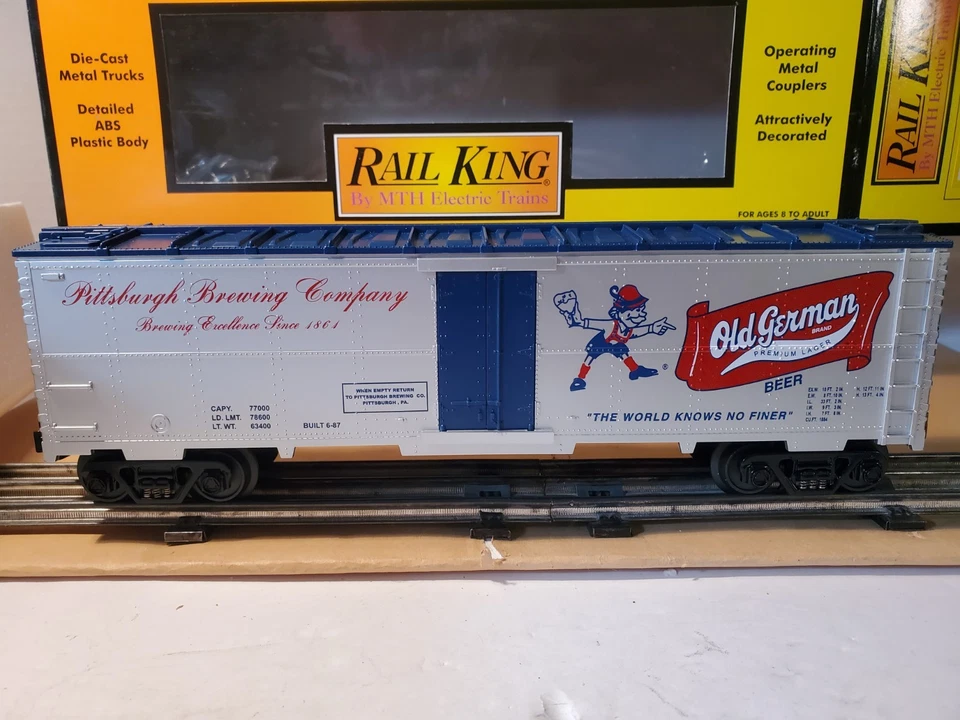 Die-Cast
Metal Trucks
Detailed
ABS
Plastic Body
Operating
Metal
Couplers
Attractively
Decorated
RAIL KING®
By MTH Electric Trains
FOR AGES 8 TO ADULT
RAIL KING
By MTH Electric
Pittsburgh Brewing Company
Brewing Excellence Since 1861
WHEN EMPTY RETURN
TO PITTSBURGH BREWING CO.
PITTSBURGH, PA.
CAPY. 77000
LD. LMT. 78600
LT. WT. 63400
BUILT 6-87
®
Old German
BRAND
PREMIUM LAGER
BEER
"THE WORLD KNOWS NO FINER"